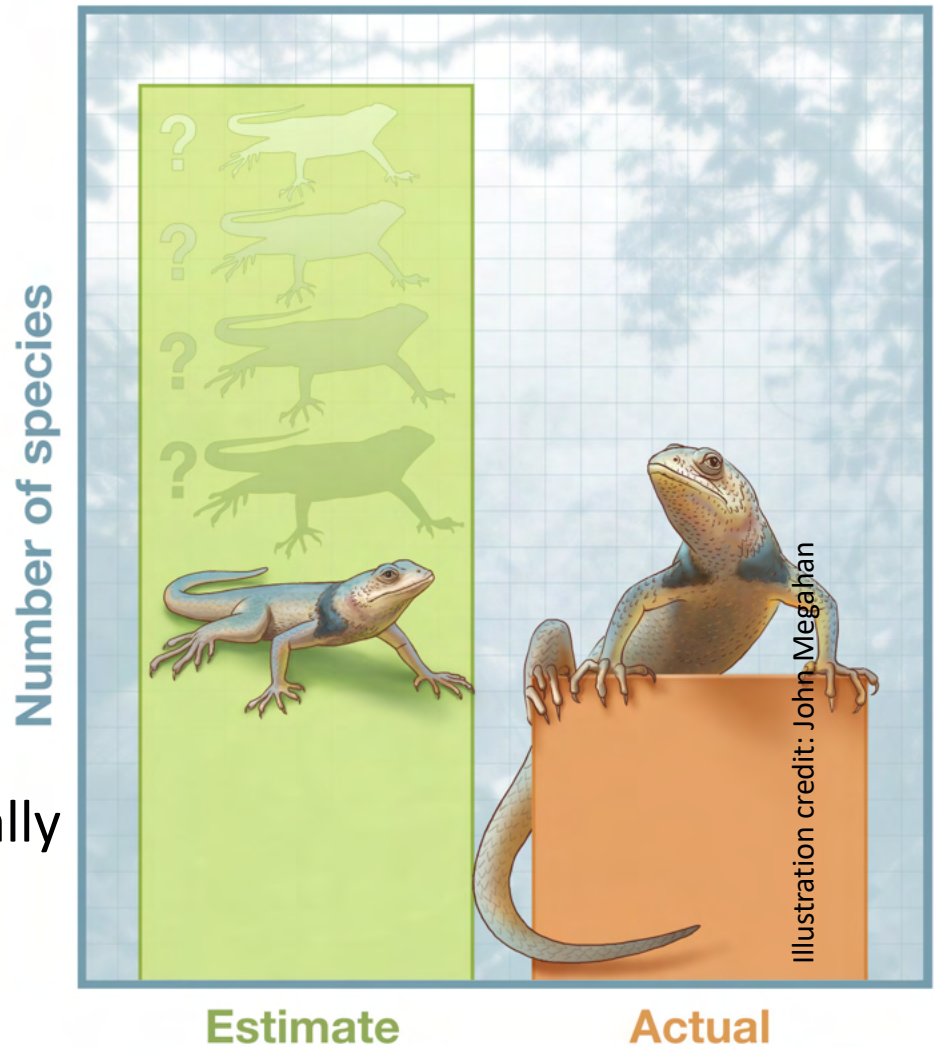 Number of species
?
?
?
?
lly
Illustration credit: John Megahan
Estimate
Actual